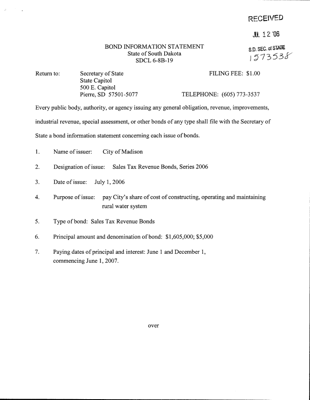 RECEIVED
JUL 12 '06
S.D. SEC. of STATE
1573538
BOND INFORMATION STATEMENT
State of South Dakota
SDCL 6-8B-19
Return to: Secretary of State FILING FEE: $1.00
State Capitol
500 E. Capitol
Pierre, SD 57501-5077 TELEPHONE: (605) 773-3537
Every public body, authority, or agency issuing any general obligation, revenue, improvements,
industrial revenue, special assessment, or other bonds of any type shall file with the Secretary of
State a bond information statement concerning each issue of bonds.
1. Name of issuer: City of Madison
2. Designation of issue: Sales Tax Revenue Bonds, Series 2006
3. Date of issue: July 1, 2006
4. Purpose of issue: pay City's share of cost of constructing, operating and maintaining
rural water system
5. Type of bond: Sales Tax Revenue Bonds
6. Principal amount and denomination of bond: $1,605,000; $5,000
7. Paying dates of principal and interest: June 1 and December 1,
commencing June 1, 2007.
over